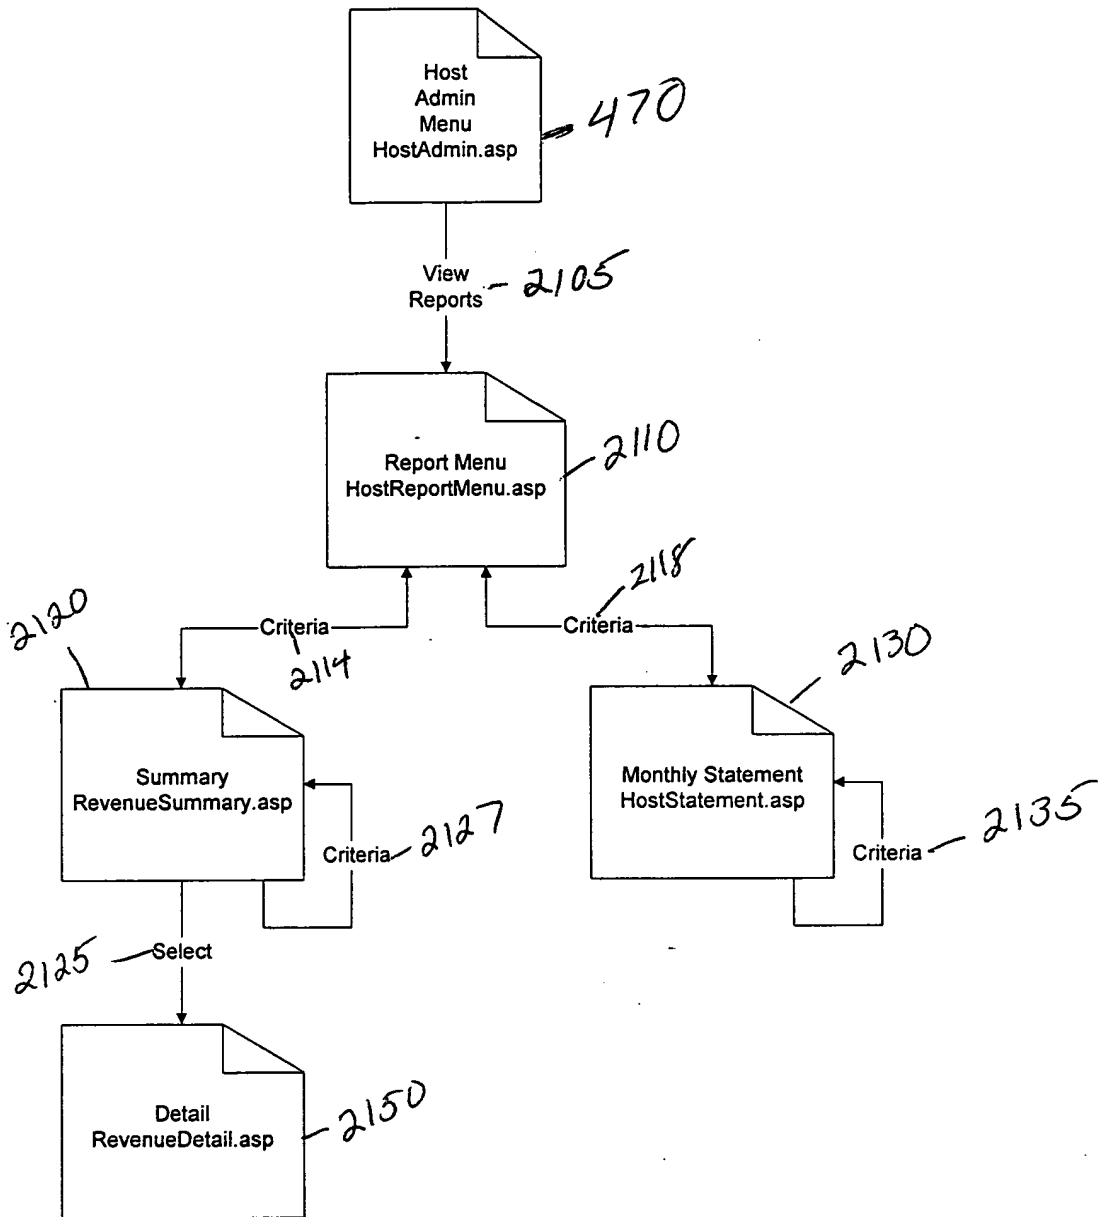 Host
Admin
Menu
HostAdmin.asp
470
View
Reports
2105
Report Menu
HostReportMenu.asp
2110
2118
2120
Criteria
Criteria
2114
2130
Summary
RevenueSummary.asp
Monthly Statement
HostStatement.asp
2127
2135
Criteria
Criteria
2125
Select
Detail
RevenueDetail.asp
2150